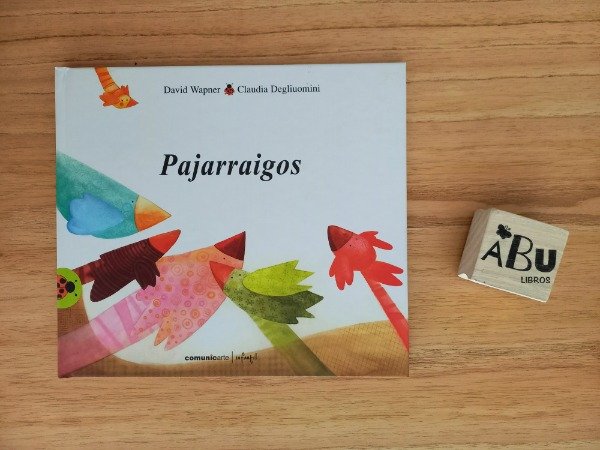 David Wapner Claudia Degliuomini
Pajarraigos
comunicarte infantil
ABU
LIBROS